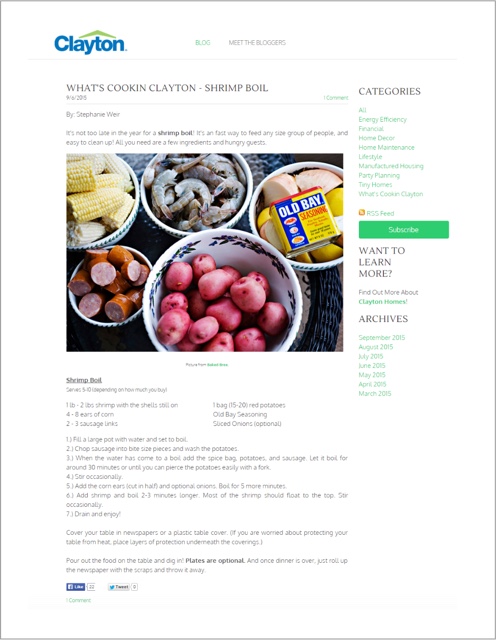 Clayton
BLOG MEET THE BLOGGERS
WHAT'S COOKIN CLAYTON - SHRIMP BOIL
9/4/2015
1 Comment
By: Stephanie Weir
It's not too late in the year for a shrimp boil! It's an fast way to feed any size group of people, and
easy to clean up! All you need are a few ingredients and hungry guests.
OLD BAY
SEASONING
Picture from
Shrimp Boil
Serves 5-10 (depending on how much you buy)
1 lb - 2 lbs shrimp with the shells still on
4 - 8 ears of corn
2 - 3 sausage links
1 bag (15-20) red potatoes
Old Bay Seasoning
Sliced Onions (optional)
1.) Fill a large pot with water and set to boil.
2.) Chop sausage into bite size pieces and wash the potatoes.
3.) When the water has come to a boil add the spice bag, potatoes, and sausage. Let it boil for
around 30 minutes or until you can pierce the potatoes easily with a fork.
4.) Stir occasionally.
5.) Add the corn ears (cut in half) and optional onions. Boil for 5 more minutes.
6.) Add shrimp and boil 2-3 minutes longer. Most of the shrimp should float to the top. Stir
occasionally.
7.) Drain and enjoy!
Cover your table in newspapers or a plastic table cover. (If you are worried about protecting your
table from heat, place layers of protection underneath the coverings.)
Pour out the food on the table and dig in! Plates are optional. And once dinner is over, just roll up
the newspaper with the scraps and throw it away.
Like
Tweet 0
1 Comment
CATEGORIES
All
Energy Efficiency
Financial
Home Decor
Home Maintenance
Lifestyle
Manufactured Housing
Party Planning
Tiny Homes
What's Cookin Clayton
RSS Feed
Subscribe
WANT TO
LEARN
MORE?
Find Out More About
Clayton Homes!
ARCHIVES
September 2015
August 2015
July 2015
June 2015
May 2015
April 2015
March 2015